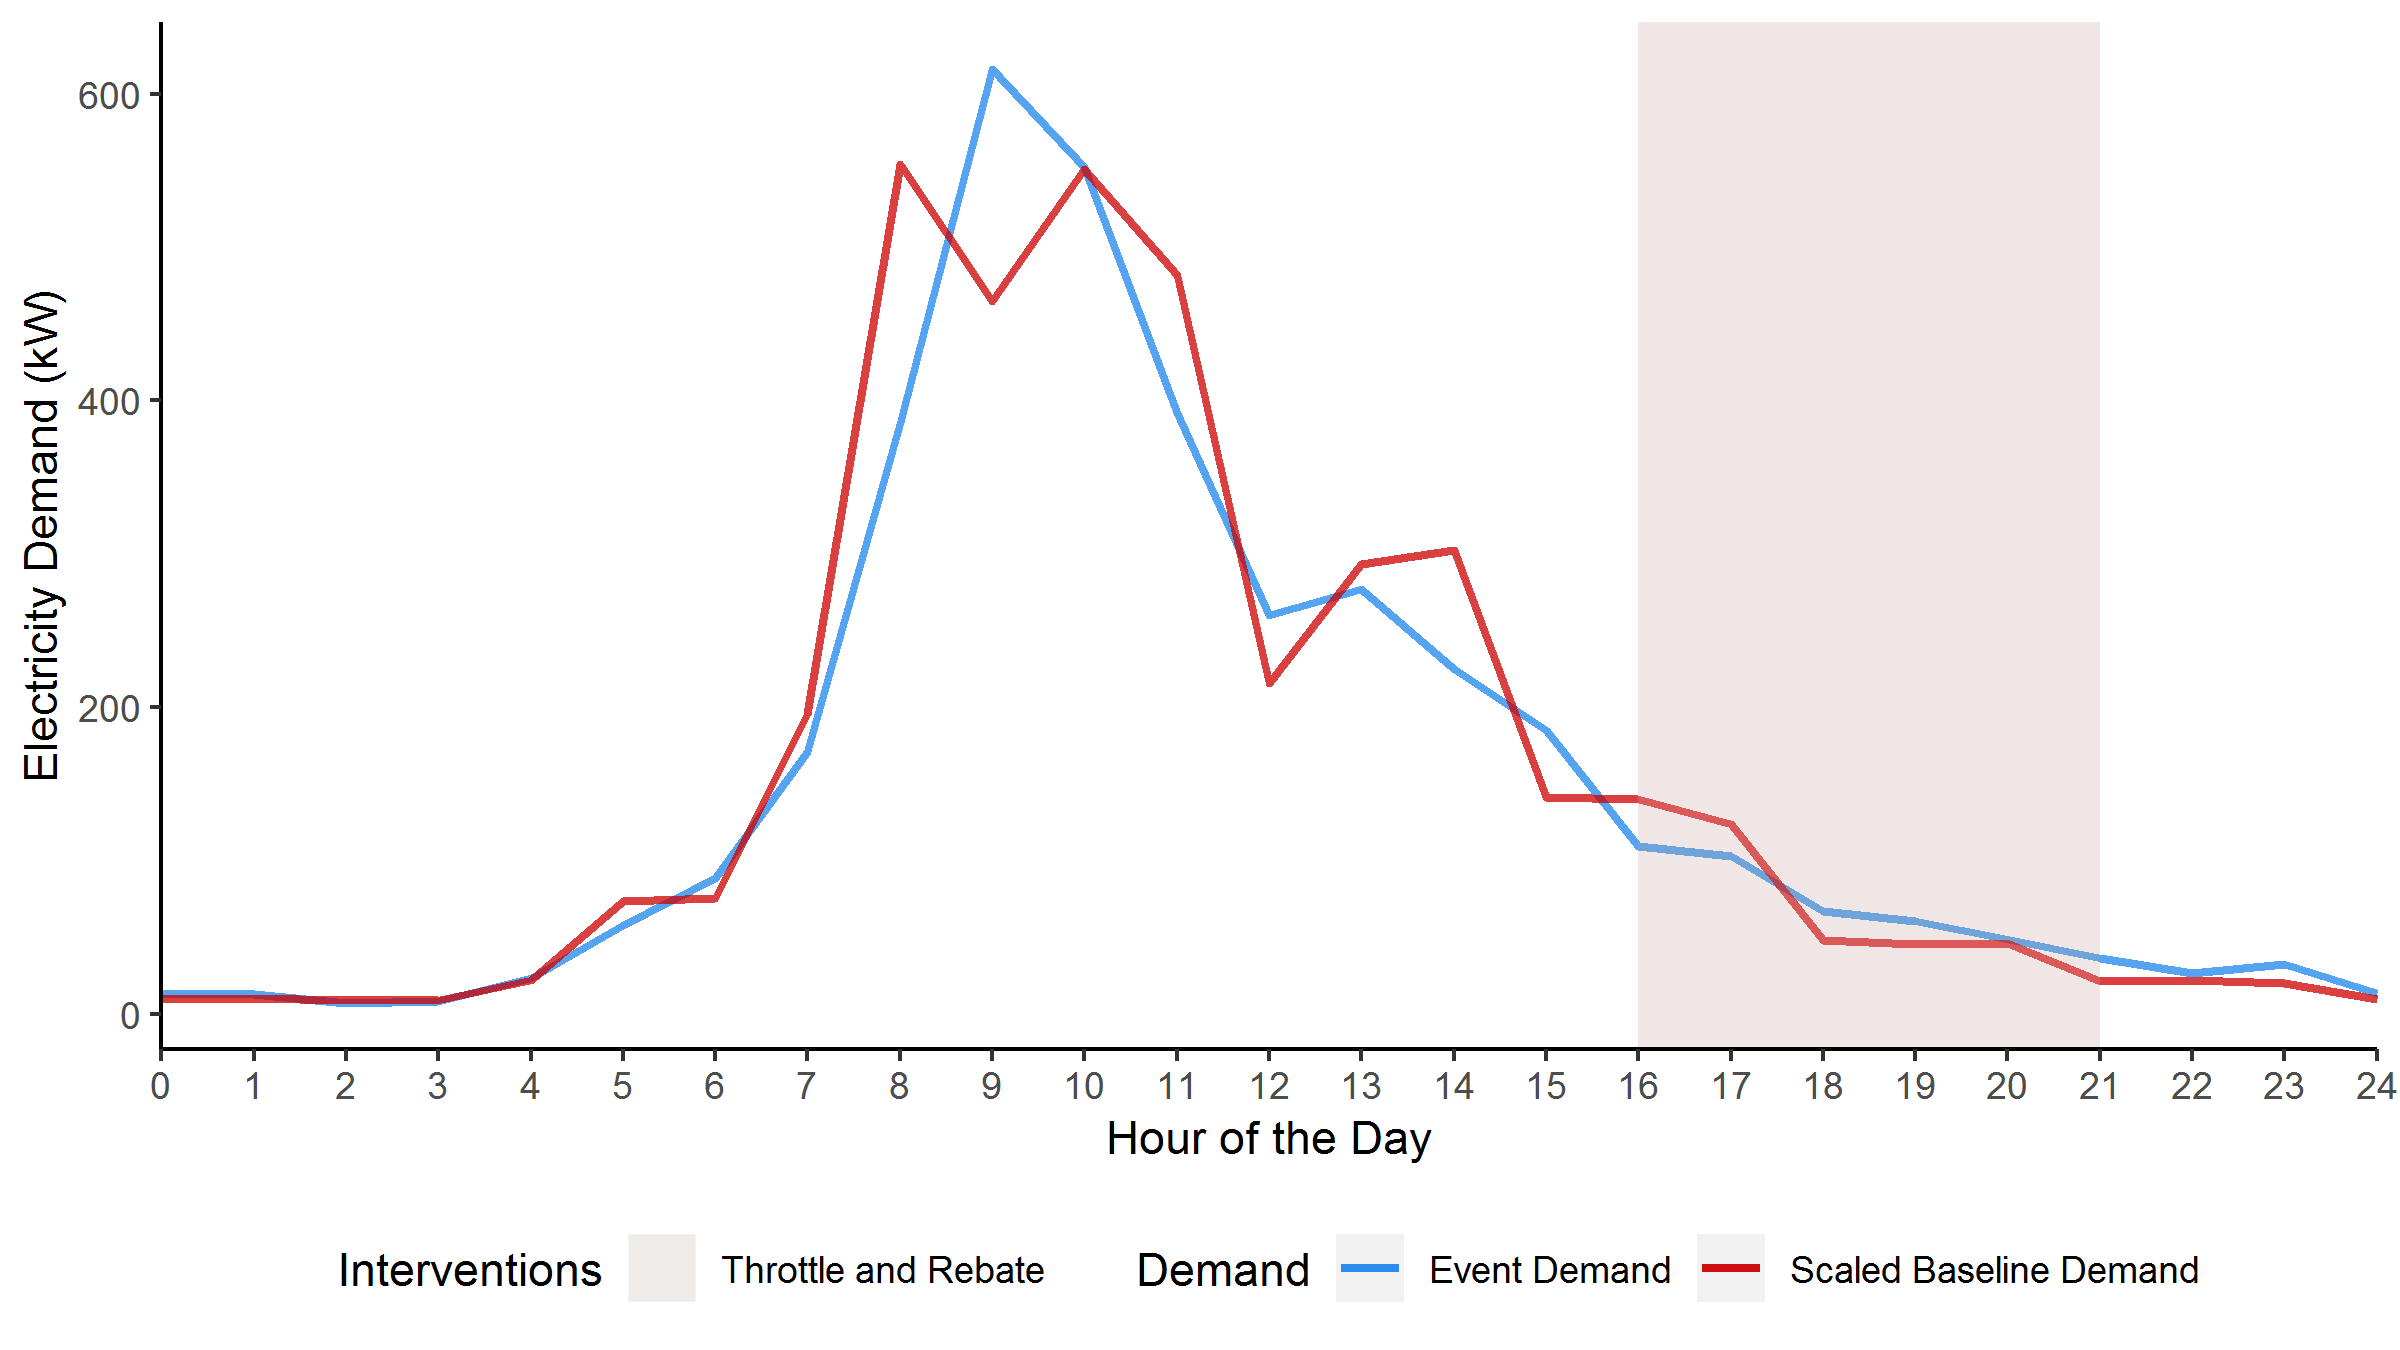 Electricity Demand (kW)
600
400
200
0
0 1 2 3 4 5 6 7 8 9 10 11 12 13 14 15 16 17 18 19 20 21 22 23 24
Hour of the Day
Interventions Throttle and Rebate Demand Event Demand Scaled Baseline Demand